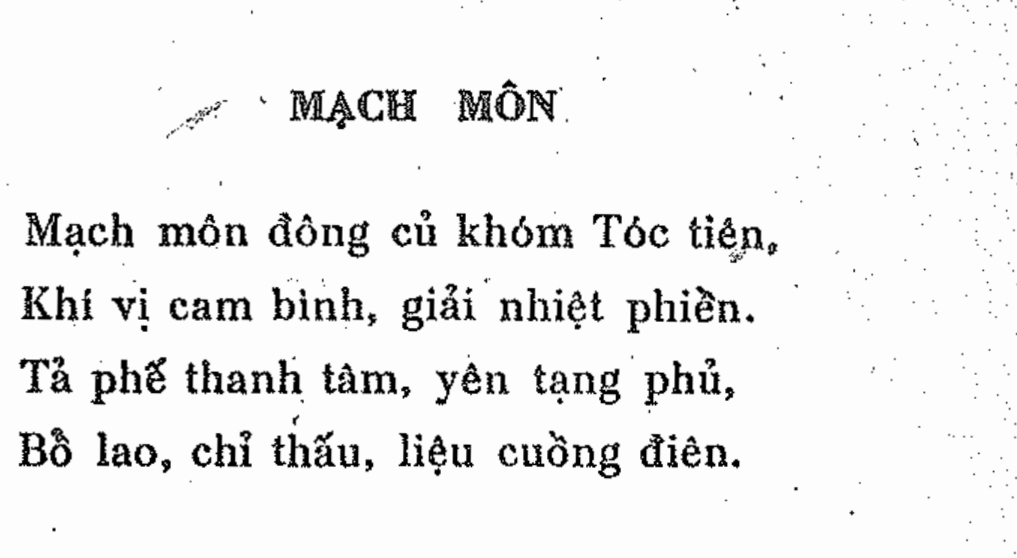 MẠCH MÔN
Mạch môn đông củ khóm Tóc tiên,
Khí vị cam bình, giải nhiệt phiền.
Tả phế thanh tâm, yên tạng phủ,
Bổ lao, chỉ thấu, liệu cuồng điên.